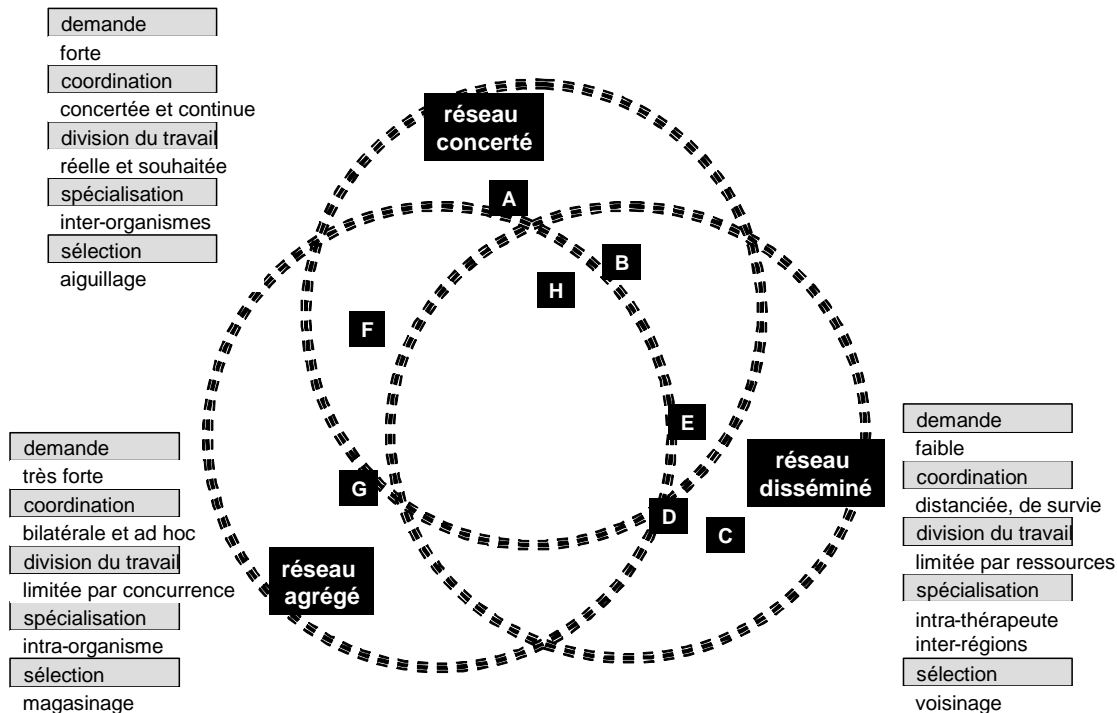 demande
forte
coordination
concertée et continue
division du travail
réelle et souhaitée
spécialisation
inter-organismes
sélection
aiguillage
réseau
concerté
A
B
H
F
E
G
D
C
réseau
disséminé
réseau
agrégé
demande
très forte
coordination
bilatérale et ad hoc
division du travail
limitée par concurrence
spécialisation
intra-organisme
sélection
magasinage
demande
faible
coordination
distanciée, de survie
division du travail
limitée par ressources
spécialisation
intra-thérapeute
inter-régions
sélection
voisinage